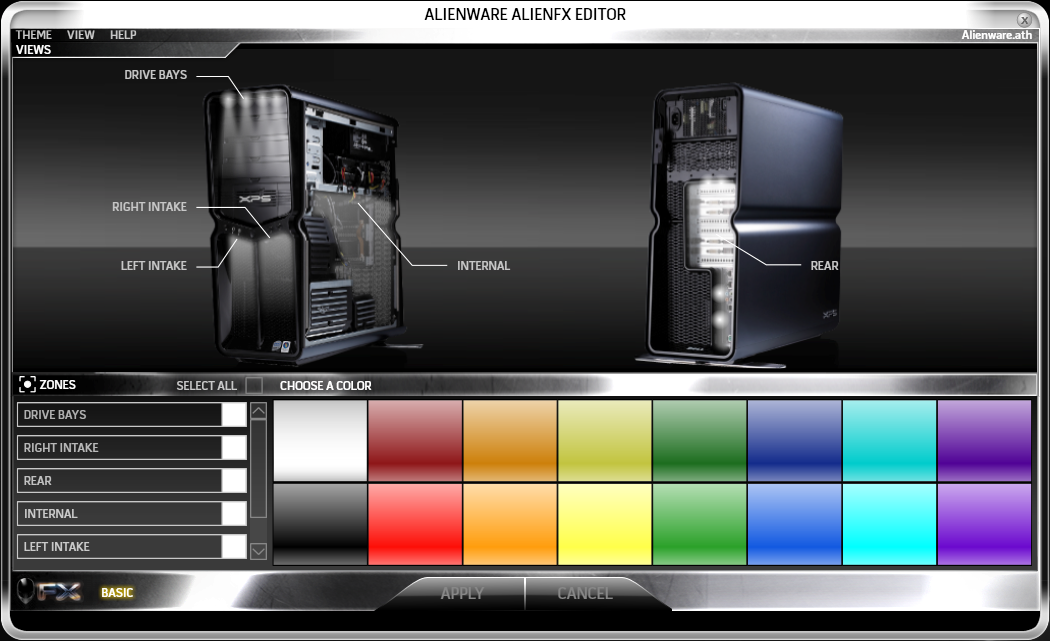 ALIENWARE ALIENFX EDITOR
THEME VIEW HELP
Alienware.ath
VIEWS
DRIVE BAYS
XPS
RIGHT INTAKE
LEFT INTAKE
INTERNAL
REAR
XPS
ZONES
SELECT ALL
CHOOSE A COLOR
DRIVE BAYS
RIGHT INTAKE
REAR
INTERNAL
LEFT INTAKE
FX
BASIC
APPLY
CANCEL